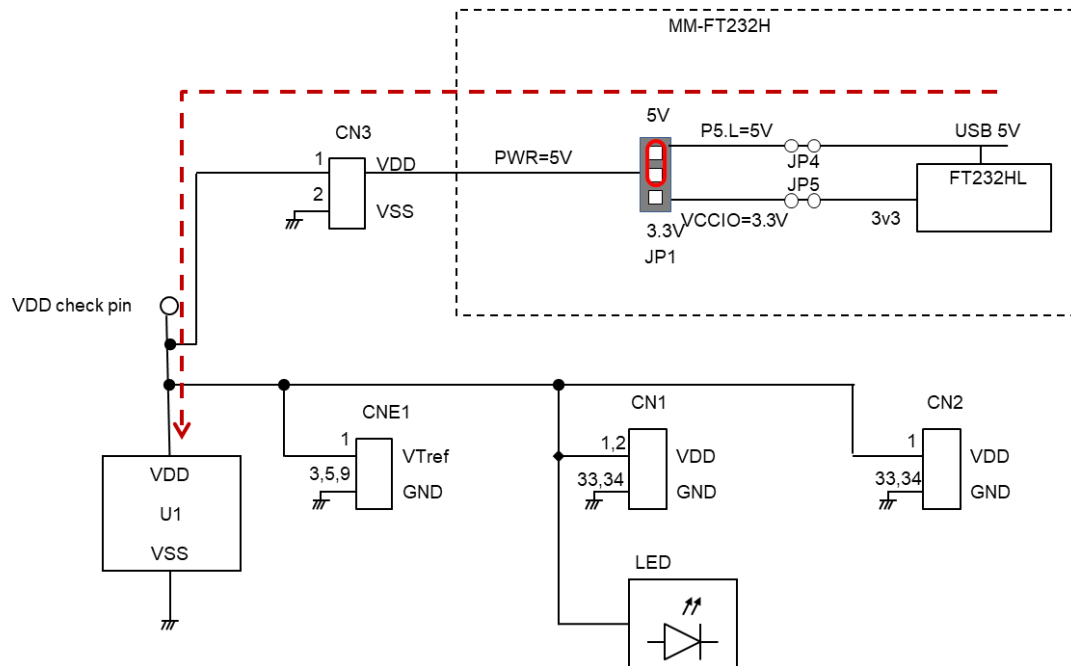 MM-FT232H
5V
P5.L=5V
USB 5V
CN3
1
VDD
PWR=5V
JP4
FT232HL
2
VSS
JP5
VCCIO=3.3V
3v3
3.3V
JP1
VDD check pin
CNE1
CN1
CN2
1
VTref
1,2
VDD
1
VDD
3,5,9
GND
33,34
GND
33,34
GND
VDD
U1
VSS
LED